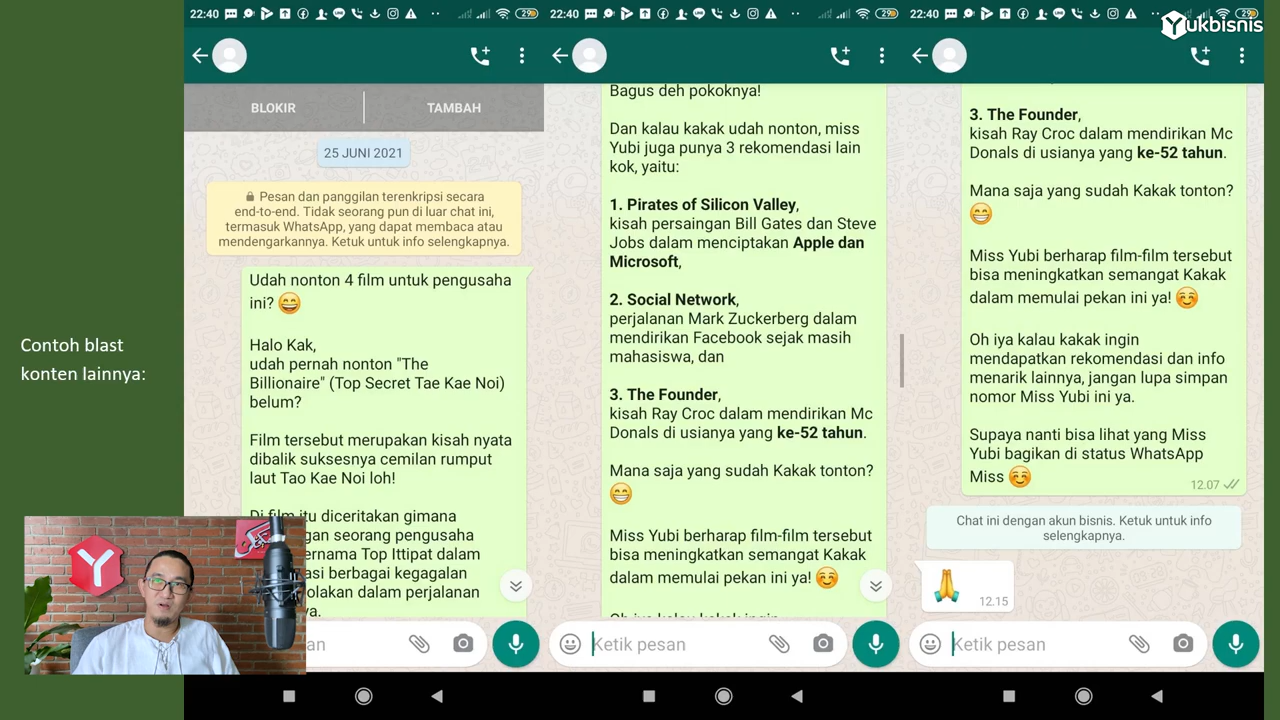 Contoh blast
konten lainnya:
22:40
29
BLOKIR
TAMBAH
25 JUNI 2021
Pesan dan panggilan terenkripsi secara
end-to-end. Tidak seorang pun di luar chat ini,
termasuk WhatsApp, yang dapat membaca atau
mendengarkannya. Ketuk untuk info selengkapnya.
Udah nonton 4 film untuk pengusaha
ini? 😄
Halo Kak,
udah pernah nonton "The
Billionaire" (Top Secret Tae Kae Noi)
belum?
Film tersebut merupakan kisah nyata
dibalik suksesnya cemilan rumput
laut Tao Kae Noi loh!
Di film itu diceritakan gimana
gan seorang pengusaha
ernama Top Ittipat dalam
asi berbagai kegagalan
olakan dalam perjalanan
ya.
an
22:40
29
Bagus deh pokoknya!
Dan kalau kakak udah nonton, miss
Yubi juga punya 3 rekomendasi lain
kok, yaitu:
1. Pirates of Silicon Valley,
kisah persaingan Bill Gates dan Steve
Jobs dalam menciptakan Apple dan
Microsoft,
2. Social Network,
perjalanan Mark Zuckerberg dalam
mendirikan Facebook sejak masih
mahasiswa, dan
3. The Founder,
kisah Ray Croc dalam mendirikan Mc
Donals di usianya yang ke-52 tahun.
Mana saja yang sudah Kakak tonton?
😁
Miss Yubi berharap film-film tersebut
bisa meningkatkan semangat Kakak
dalam memulai pekan ini ya! ☺️
Oh iya kalau kakak ingin
Ketik pesan
22:40
Yukbisnis
3. The Founder,
kisah Ray Croc dalam mendirikan Mc
Donals di usianya yang ke-52 tahun.
Mana saja yang sudah Kakak tonton?
😁
Miss Yubi berharap film-film tersebut
bisa meningkatkan semangat Kakak
dalam memulai pekan ini ya! ☺️
Oh iya kalau kakak ingin
mendapatkan rekomendasi dan info
menarik lainnya, jangan lupa simpan
nomor Miss Yubi ini ya.
Supaya nanti bisa lihat yang Miss
Yubi bagikan di status WhatsApp
Miss ☺️
12.07
Chat ini dengan akun bisnis. Ketuk untuk info
selengkapnya.
🙏
12.15
Ketik pesan